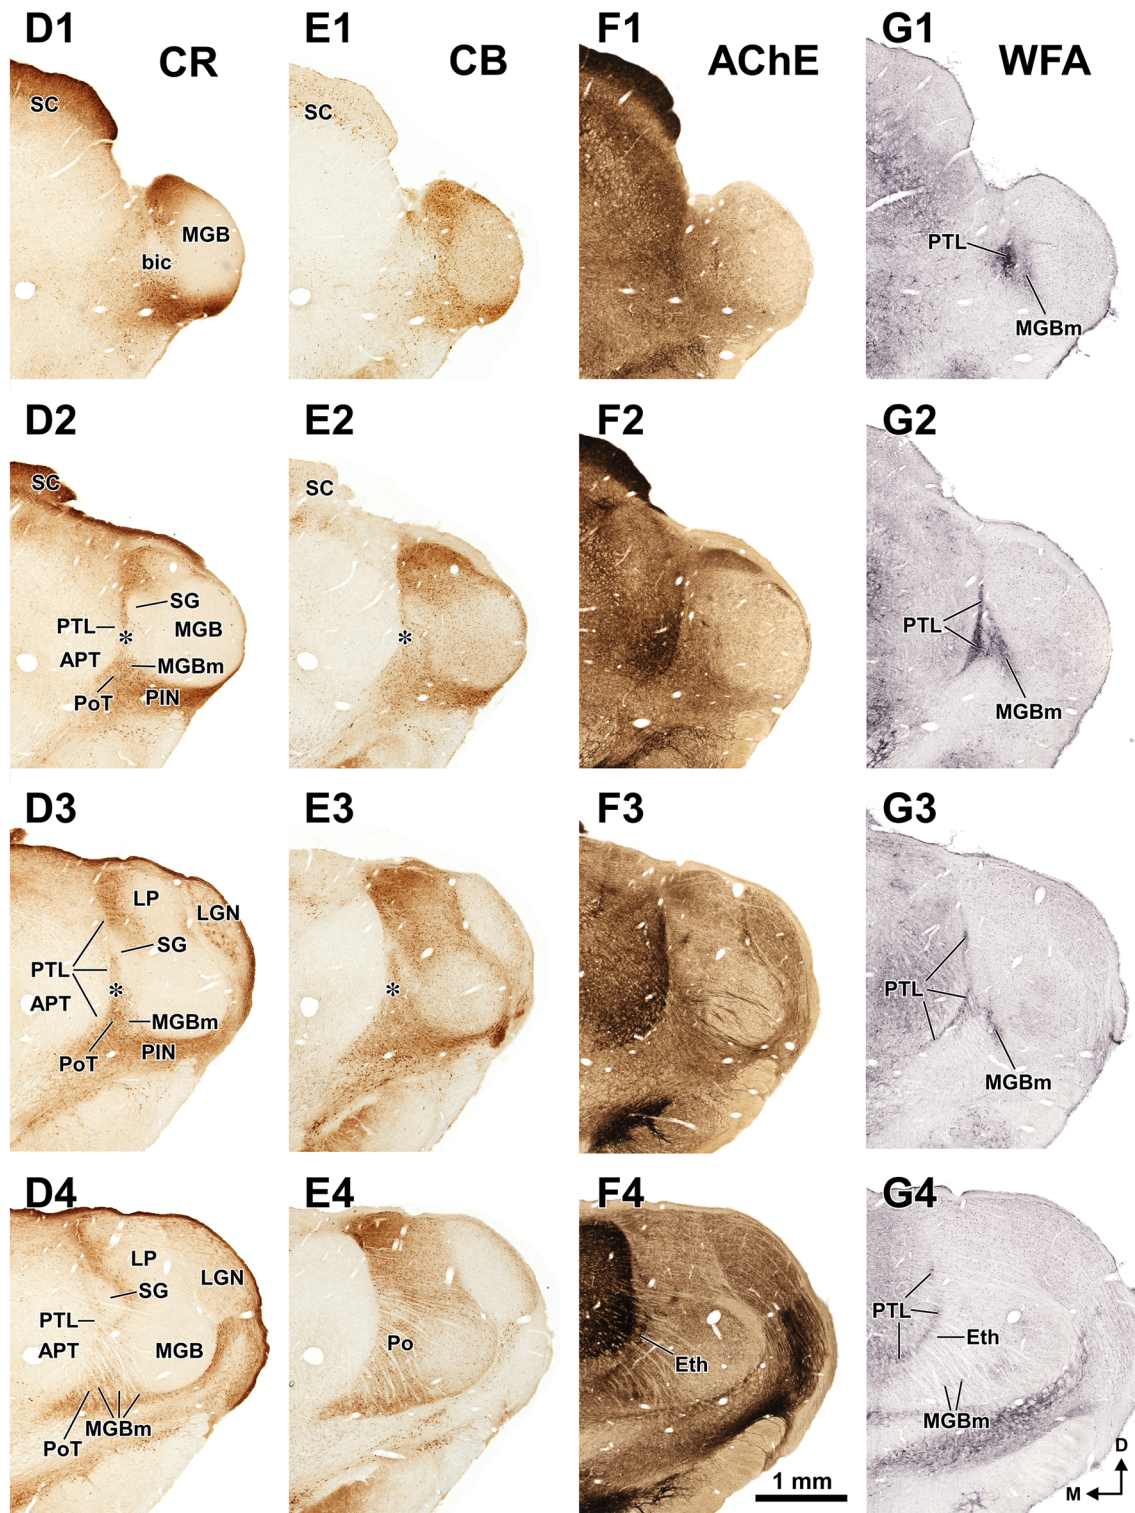 D1
E1
F1
G1
CR
CB
AChE
WFA
SC
SC
MGB
bic
PTL
MGBm
D2
E2
F2
G2
SC
SC
SG
PTL
MGB
*
*
APT
MGBm
PoT
PIN
PTL
MGBm
D3
E3
F3
G3
LP
LGN
SG
PTL
*
*
APT
MGBm
PoT
PIN
PTL
MGBm
D4
E4
F4
G4
LP
LGN
SG
PTL
APT
MGB
MGBm
PoT
Po
Eth
PTL
Eth
MGBm
1 mm
D
M